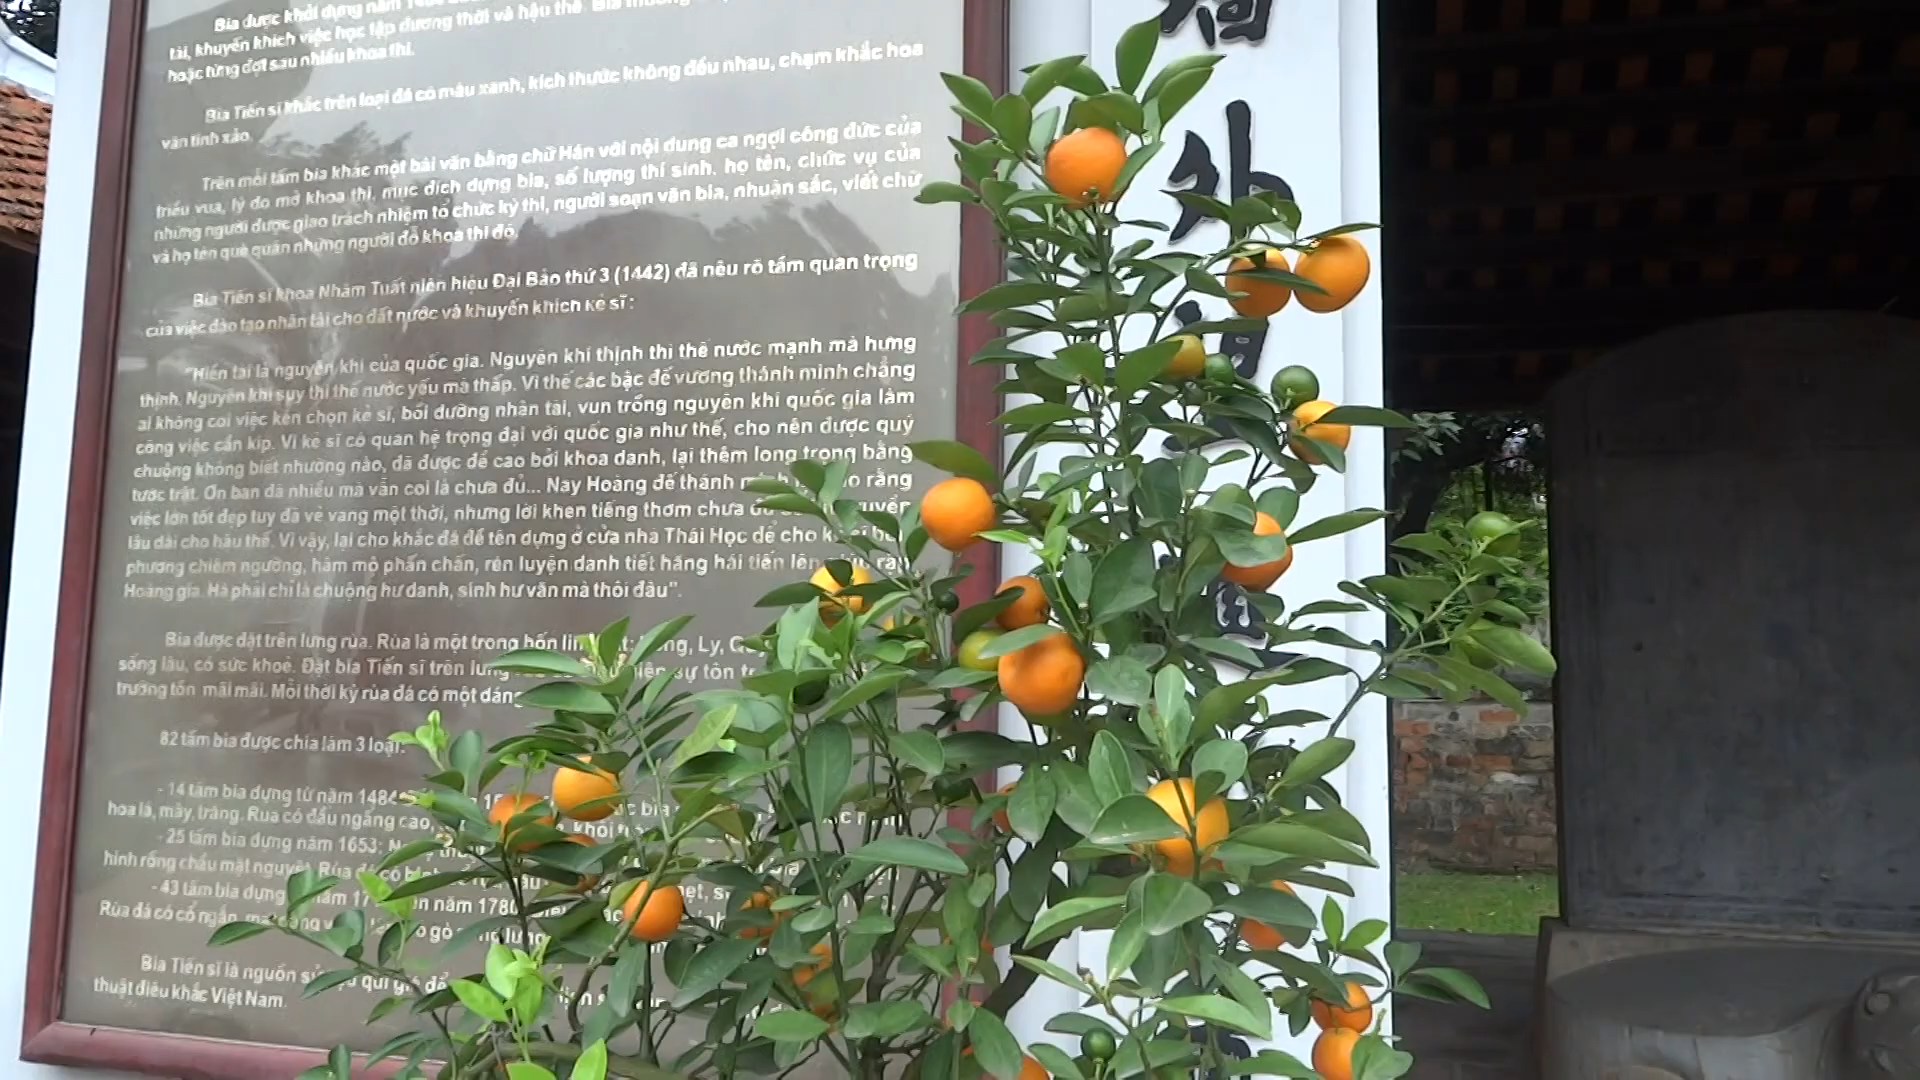 Bia được khởi dựng năm
tài, khuyến khích việc học tập đương thời và hậu thế. Bia
hoặc từng đợt sau nhiều khoa thi.
Bia Tiến sĩ khắc trên loại đá có màu xanh, kích thước không đều nhau, chạm khắc hoa
văn tinh xảo.
Trên mỗi tấm bia khắc một bài văn bằng chữ Hán với nội dung ca ngợi công đức của
triều vua, lý do mở khoa thi, mục đích dựng bia, số lượng thí sinh, họ tên, chức vụ của
những người được giao trách nhiệm tổ chức kỳ thi, người soạn văn bia, nhuận sắc, viết chữ
và họ tên quê quán những người đỗ khoa thi đó.
Bia Tiến sĩ khoa Nhâm Tuất niên hiệu Đại Bảo thứ 3 (1442) đã nêu rõ tầm quan trọng
của việc đào tạo nhân tài cho đất nước và khuyến khích kẻ sĩ:
"Hiền tài là nguyên khí của quốc gia. Nguyên khí thịnh thì thế nước mạnh mà hưng
thịnh. Nguyên khí suy thì thế nước yếu mà thấp. Vì thế các bậc đế vương thánh minh chẳng
ai không coi việc kén chọn kẻ sĩ, bồi dưỡng nhân tài, vun trồng nguyên khí quốc gia làm
công việc cần kíp. Vì kẻ sĩ có quan hệ trọng đại với quốc gia như thế, cho nên được quý
chuộng không biết nhường nào, đã được đề cao bởi khoa danh, lại thêm long trọng bằng
tước trật. Ơn ban đã nhiều mà vẫn coi là chưa đủ... Nay Hoàng đế thánh rằng
việc lớn tốt đẹp tuy đã vẻ vang một thời, nhưng lời khen tiếng thơm chưa
lâu dài cho hậu thế. Vì vậy, lại cho khắc đá đề tên dựng ở cửa nhà Thái Học để cho
phương chiêm ngưỡng, hâm mộ phấn chấn, rèn luyện danh tiết hăng hái tiến lên
Hoàng gia. Há phải chỉ là chuộng hư danh, sính hư văn mà thôi đâu".
Bia được đặt trên lưng rùa. Rùa là một trong bốn Ly,
sống lâu, có sức khoẻ. Đặt bia Tiến sĩ trên sự tôn
trường tồn mãi mãi. Mỗi thời kỳ rùa đá có một
82 tấm bia được chia làm 3 loại:
- 14 tấm bia dựng từ năm 1484
hoa lá, mây, trăng. Rùa có đầu ngẩng cao,
- 25 tấm bia dựng năm 1653:
hình rồng chầu mặt nguyệt. Rùa đá có
- 43 tấm bia dựng năm 1780
Rùa đá có cổ ngắn,
Bia Tiến sĩ là nguồn quí giá để
thuật điêu khắc Việt Nam.
外